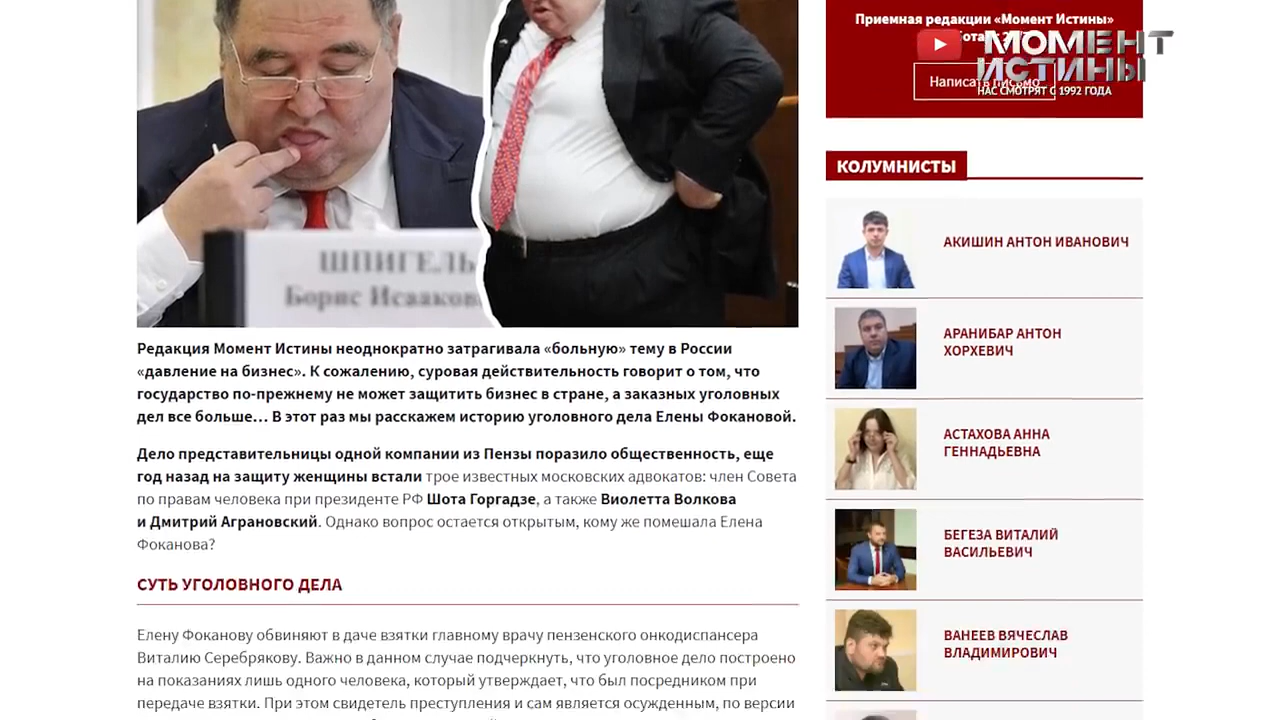 ШПИГЕЛЬ
Борис Исааков
Редакция Момент Истины неоднократно затрагивала «больную» тему в России
«давление на бизнес». К сожалению, суровая действительность говорит о том, что
государство по-прежнему не может защитить бизнес в стране, а заказных уголовных
дел все больше… В этот раз мы расскажем историю уголовного дела Елены Фокановой.
Дело представительницы одной компании из Пензы поразило общественность, еще
год назад на защиту женщины встали трое известных московских адвокатов: член Совета
по правам человека при президенте РФ Шота Горгадзе, а также Виолетта Волкова
и Дмитрий Аграновский. Однако вопрос остается открытым, кому же помешала Елена
Фоканова?
СУТЬ УГОЛОВНОГО ДЕЛА
Елену Фоканову обвиняют в даче взятки главному врачу пензенского онкодиспансера
Виталию Серебрякову. Важно в данном случае подчеркнуть, что уголовное дело построено
на показаниях лишь одного человека, который утверждает, что был посредником при
передаче взятки. При этом свидетель преступления и сам является осужденным, по версии
Приемная редакции «Момент Истины»
МОМЕНТ
ИСТИНЫ
Написать письмо
НАС СМОТРЯТ С 1992 ГОДА
КОЛУМНИСТЫ
АКИШИН АНТОН ИВАНОВИЧ
АРАНИБАР АНТОН
ХОРХЕВИЧ
АСТАХОВА АННА
ГЕННАДЬЕВНА
БЕГЕЗА ВИТАЛИЙ
ВАСИЛЬЕВИЧ
ВАНЕЕВ ВЯЧЕСЛАВ
ВЛАДИМИРОВИЧ